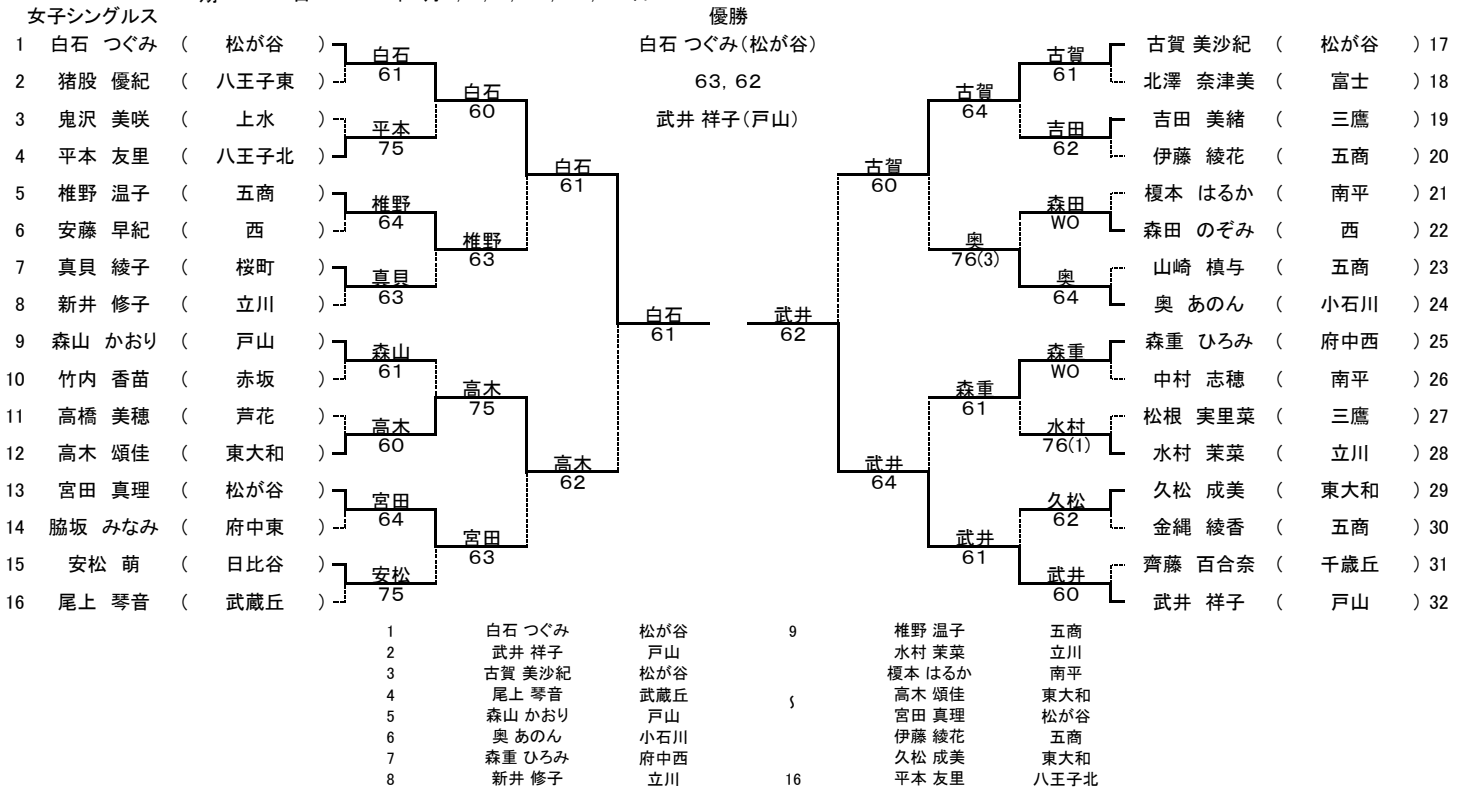 女子シングルス
優勝
白石 つぐみ(松が谷)
63, 62
武井 祥子(戸山)
1 白石 つぐみ ( 松が谷 )
2 猪股 優紀 ( 八王子東 )
3 鬼沢 美咲 ( 上水 )
4 平本 友里 ( 八王子北 )
5 椎野 温子 ( 五商 )
6 安藤 早紀 ( 西 )
7 真貝 綾子 ( 桜町 )
8 新井 修子 ( 立川 )
9 森山 かおり ( 戸山 )
10 竹内 香苗 ( 赤坂 )
11 高橋 美穂 ( 芦花 )
12 高木 頌佳 ( 東大和 )
13 宮田 真理 ( 松が谷 )
14 脇坂 みなみ ( 府中東 )
15 安松 萌 ( 日比谷 )
16 尾上 琴音 ( 武蔵丘 )
白石
61
平本
75
椎野
64
真貝
63
森山
61
高木
60
宮田
64
安松
75
白石
60
椎野
63
高木
75
宮田
63
白石
61
高木
62
白石
61
武井
62
古賀
60
武井
64
古賀
64
奥
76(3)
森重
61
武井
61
古賀
61
吉田
62
森田
WO
奥
64
森重
WO
水村
76(1)
久松
62
武井
60
古賀 美沙紀 ( 松が谷 ) 17
北澤 奈津美 ( 富士 ) 18
吉田 美緒 ( 三鷹 ) 19
伊藤 綾花 ( 五商 ) 20
榎本 はるか ( 南平 ) 21
森田 のぞみ ( 西 ) 22
山崎 槙与 ( 五商 ) 23
奥 あのん ( 小石川 ) 24
森重 ひろみ ( 府中西 ) 25
中村 志穂 ( 南平 ) 26
松根 実里菜 ( 三鷹 ) 27
水村 茉菜 ( 立川 ) 28
久松 成美 ( 東大和 ) 29
金縄 綾香 ( 五商 ) 30
齊藤 百合奈 ( 千歳丘 ) 31
武井 祥子 ( 戸山 ) 32
1 白石 つぐみ 松が谷 9 椎野 温子 五商
2 武井 祥子 戸山 水村 茉菜 立川
3 古賀 美沙紀 松が谷 榎本 はるか 南平
4 尾上 琴音 武蔵丘 ~ 高木 頌佳 東大和
5 森山 かおり 戸山 宮田 真理 松が谷
6 奥 あのん 小石川 伊藤 綾花 五商
7 森重 ひろみ 府中西 久松 成美 東大和
8 新井 修子 立川 16 平本 友里 八王子北